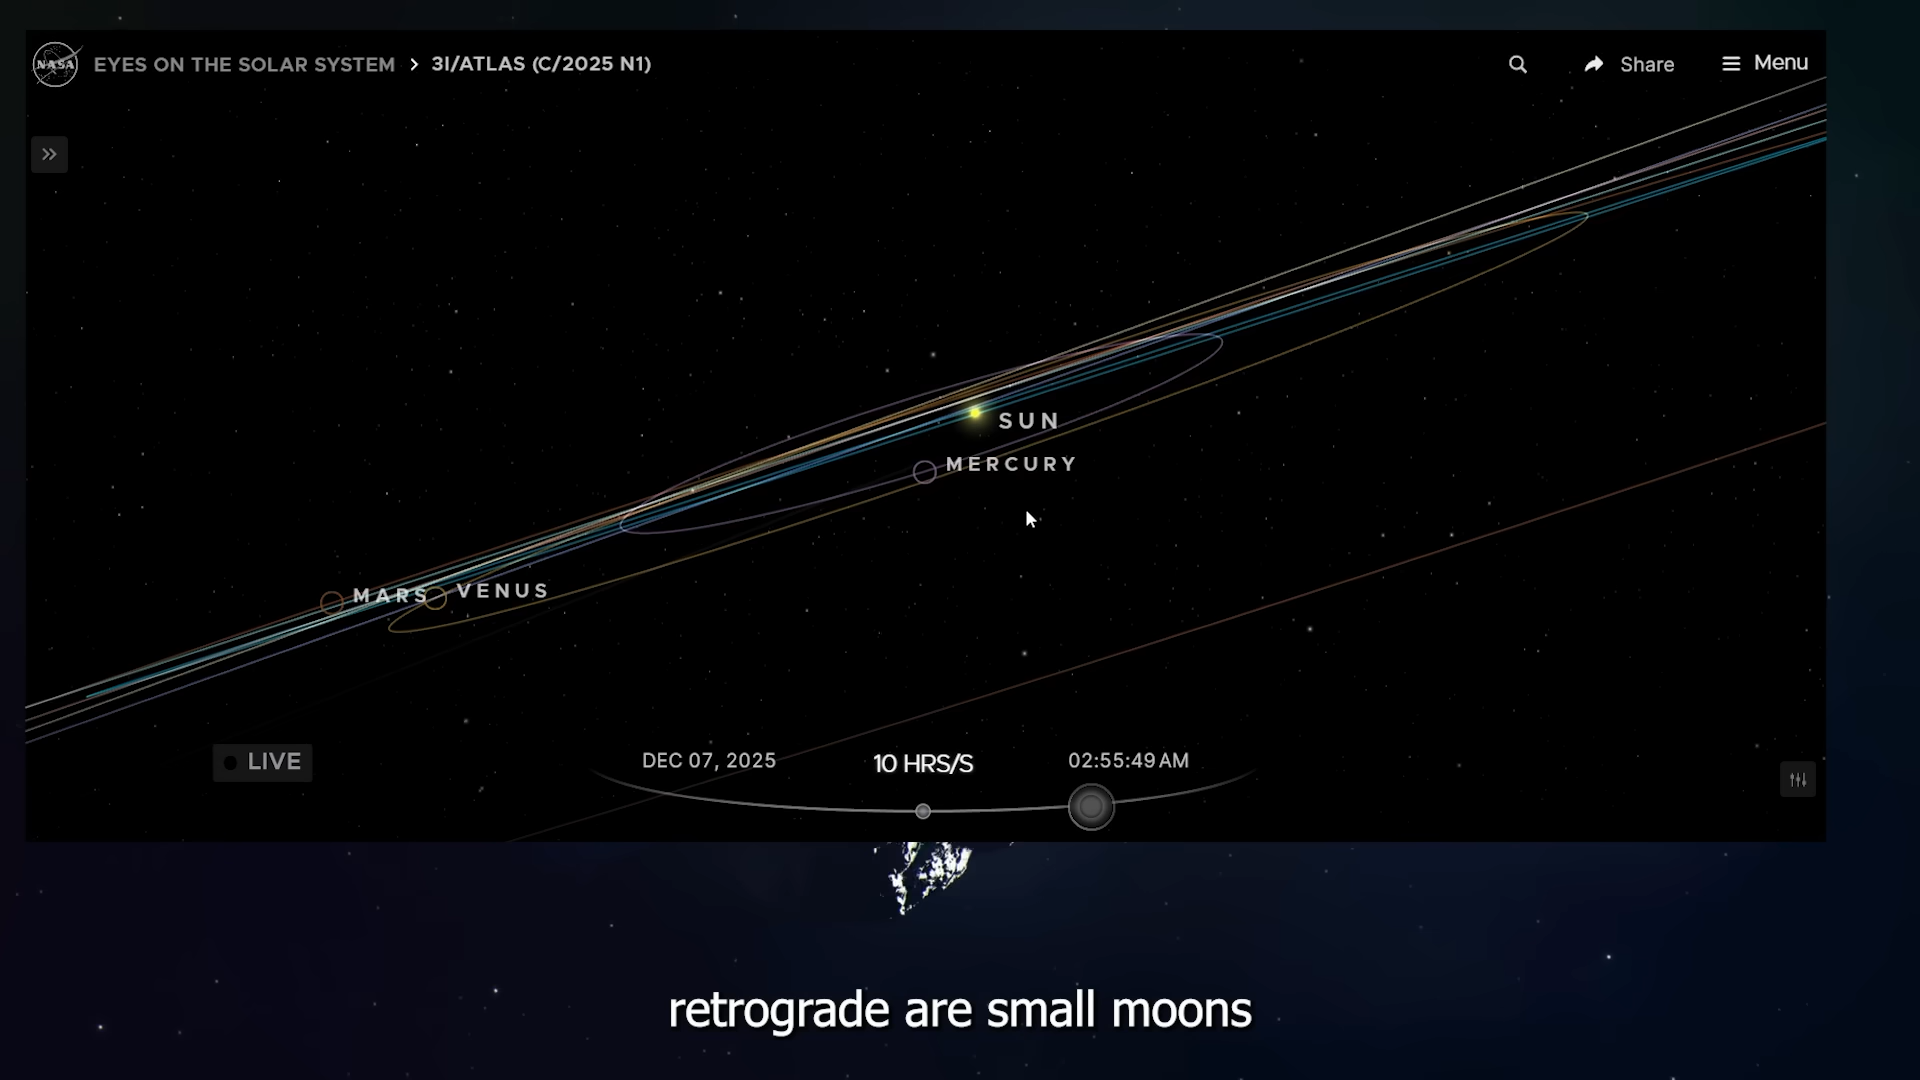 NASA
EYES ON THE SOLAR SYSTEM > 3I/ATLAS (C/2025 N1)
Share
Menu
SUN
MERCURY
MARS
VENUS
LIVE
DEC 07, 2025
10 HRS/S
02:55:49 AM
retrograde are small moons